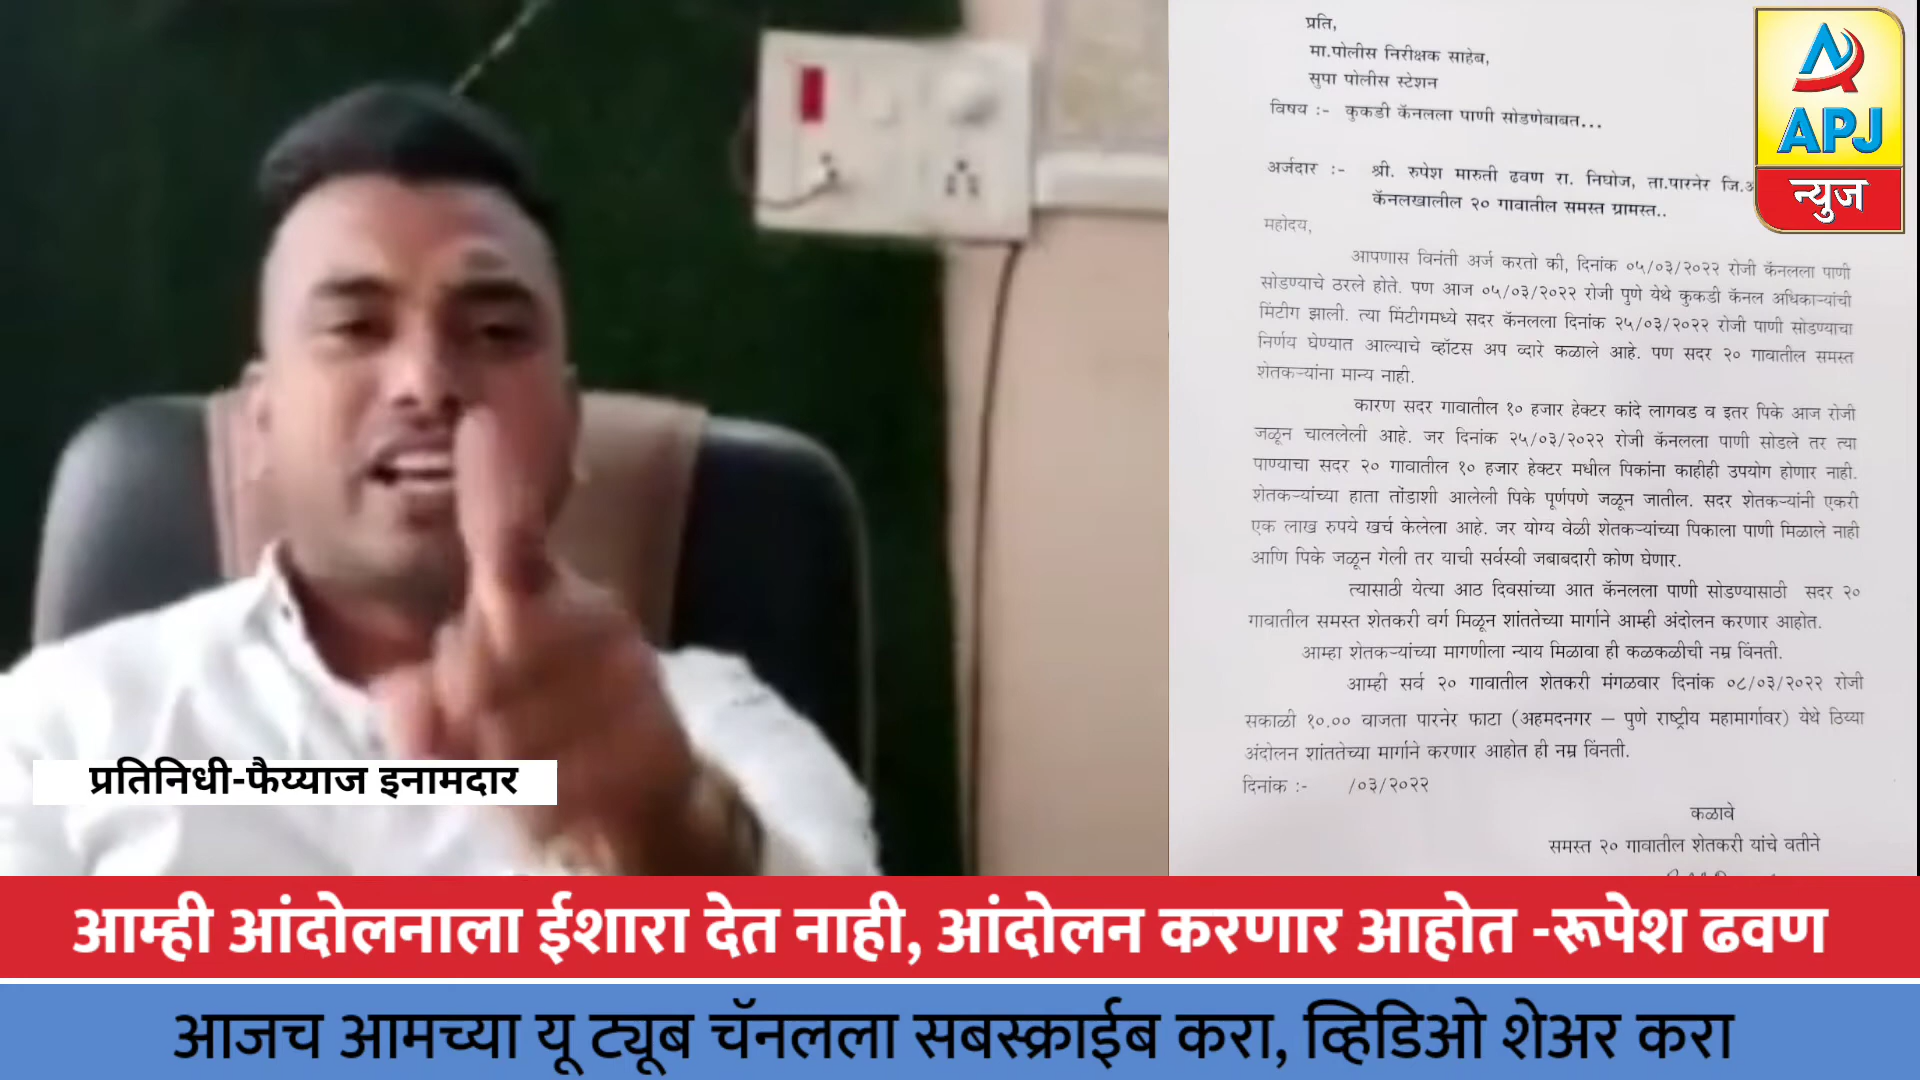 प्रति,
मा.पोलीस निरीक्षक साहेब,
सुपा पोलीस स्टेशन
विषय :- कुकडी कॅनलला पाणी सोडणेबाबत...
अर्जदार :- श्री. रुपेश मारुती ढवण रा. निघोज, ता.पारनेर जि.
कॅनलखालील २० गावातील समस्त ग्रामस्त..
महोदय,
आपणास विनंती अर्ज करतो की, दिनांक ०५/०३/२०२२ रोजी कॅनलला पाणी
सोडण्याचे ठरले होते. पण आज ०५/०३/२०२२ रोजी पुणे येथे कुकडी कॅनल अधिकाऱ्यांची
मिंटीग झाली. त्या मिंटीगमध्ये सदर कॅनलला दिनांक २५/०३/२०२२ रोजी पाणी सोडण्याचा
निर्णय घेण्यात आल्याचे व्हॉटस अप व्दारे कळाले आहे. पण सदर २० गावातील समस्त
शेतकऱ्यांना मान्य नाही.
कारण सदर गावातील १० हजार हेक्टर कांदे लागवड व इतर पिके आज रोजी
जळून चाललेली आहे. जर दिनांक २५/०३/२०२२ रोजी कॅनलला पाणी सोडले तर त्या
पाण्याचा सदर २० गावातील १० हजार हेक्टर मधील पिकांना काहीही उपयोग होणार नाही.
शेतकऱ्यांच्या हाता तोंडाशी आलेली पिके पूर्णपणे जळून जातील. सदर शेतकऱ्यांनी एकरी
एक लाख रुपये खर्च केलेला आहे. जर योग्य वेळी शेतकऱ्यांच्या पिकाला पाणी मिळाले नाही
आणि पिके जळून गेली तर याची सर्वस्वी जबाबदारी कोण घेणार.
त्यासाठी येत्या आठ दिवसांच्या आत कॅनलला पाणी सोडण्यासाठी सदर २०
गावातील समस्त शेतकरी वर्ग मिळून शांततेच्या मार्गाने आम्ही अंदोलन करणार आहोत.
आम्हा शेतकऱ्यांच्या मागणीला न्याय मिळावा ही कळकळीची नम्र विंनती.
आम्ही सर्व २० गावातील शेतकरी मंगळवार दिनांक ०८/०३/२०२२ रोजी
सकाळी १०.०० वाजता पारनेर फाटा (अहमदनगर – पुणे राष्ट्रीय महामार्गावर) येथे ठिय्या
अंदोलन शांततेच्या मार्गाने करणार आहोत ही नम्र विंनती.
दिनांक :- /०३/२०२२
कळावे
समस्त २० गावातील शेतकरी यांचे वतीने
APJ
न्युज
प्रतिनिधी-फैय्याज इनामदार
आम्ही आंदोलनाला ईशारा देत नाही, आंदोलन करणार आहोत -रूपेश ढवण
आजच आमच्या यू ट्यूब चॅनलला सबस्क्राईब करा, व्हिडिओ शेअर करा